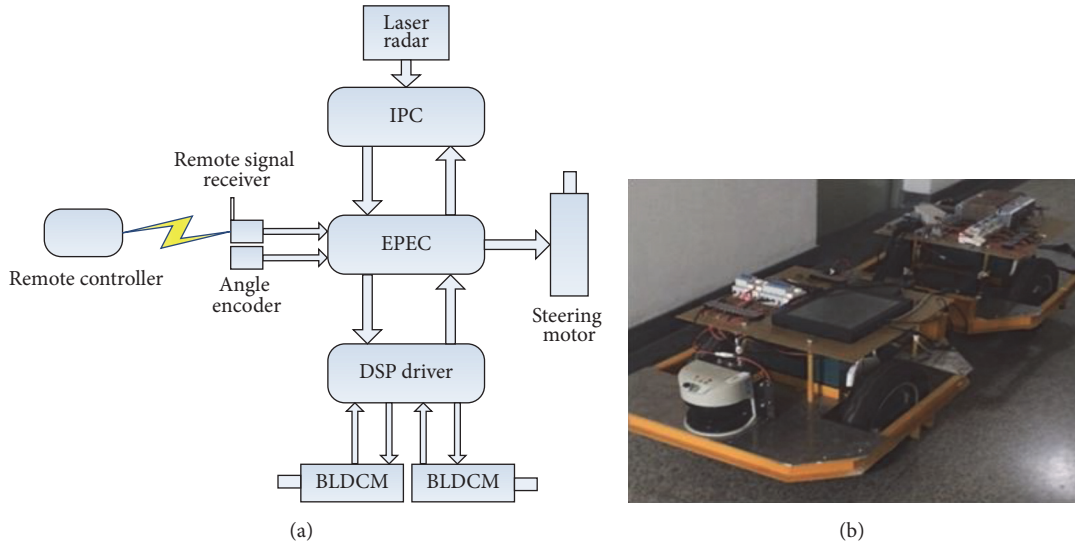 Laser
radar
IPC
Remote signal
receiver
EPEC
Remote controller
Angle
encoder
Steering
motor
DSP driver
BLDCM
BLDCM
(a)
(b)